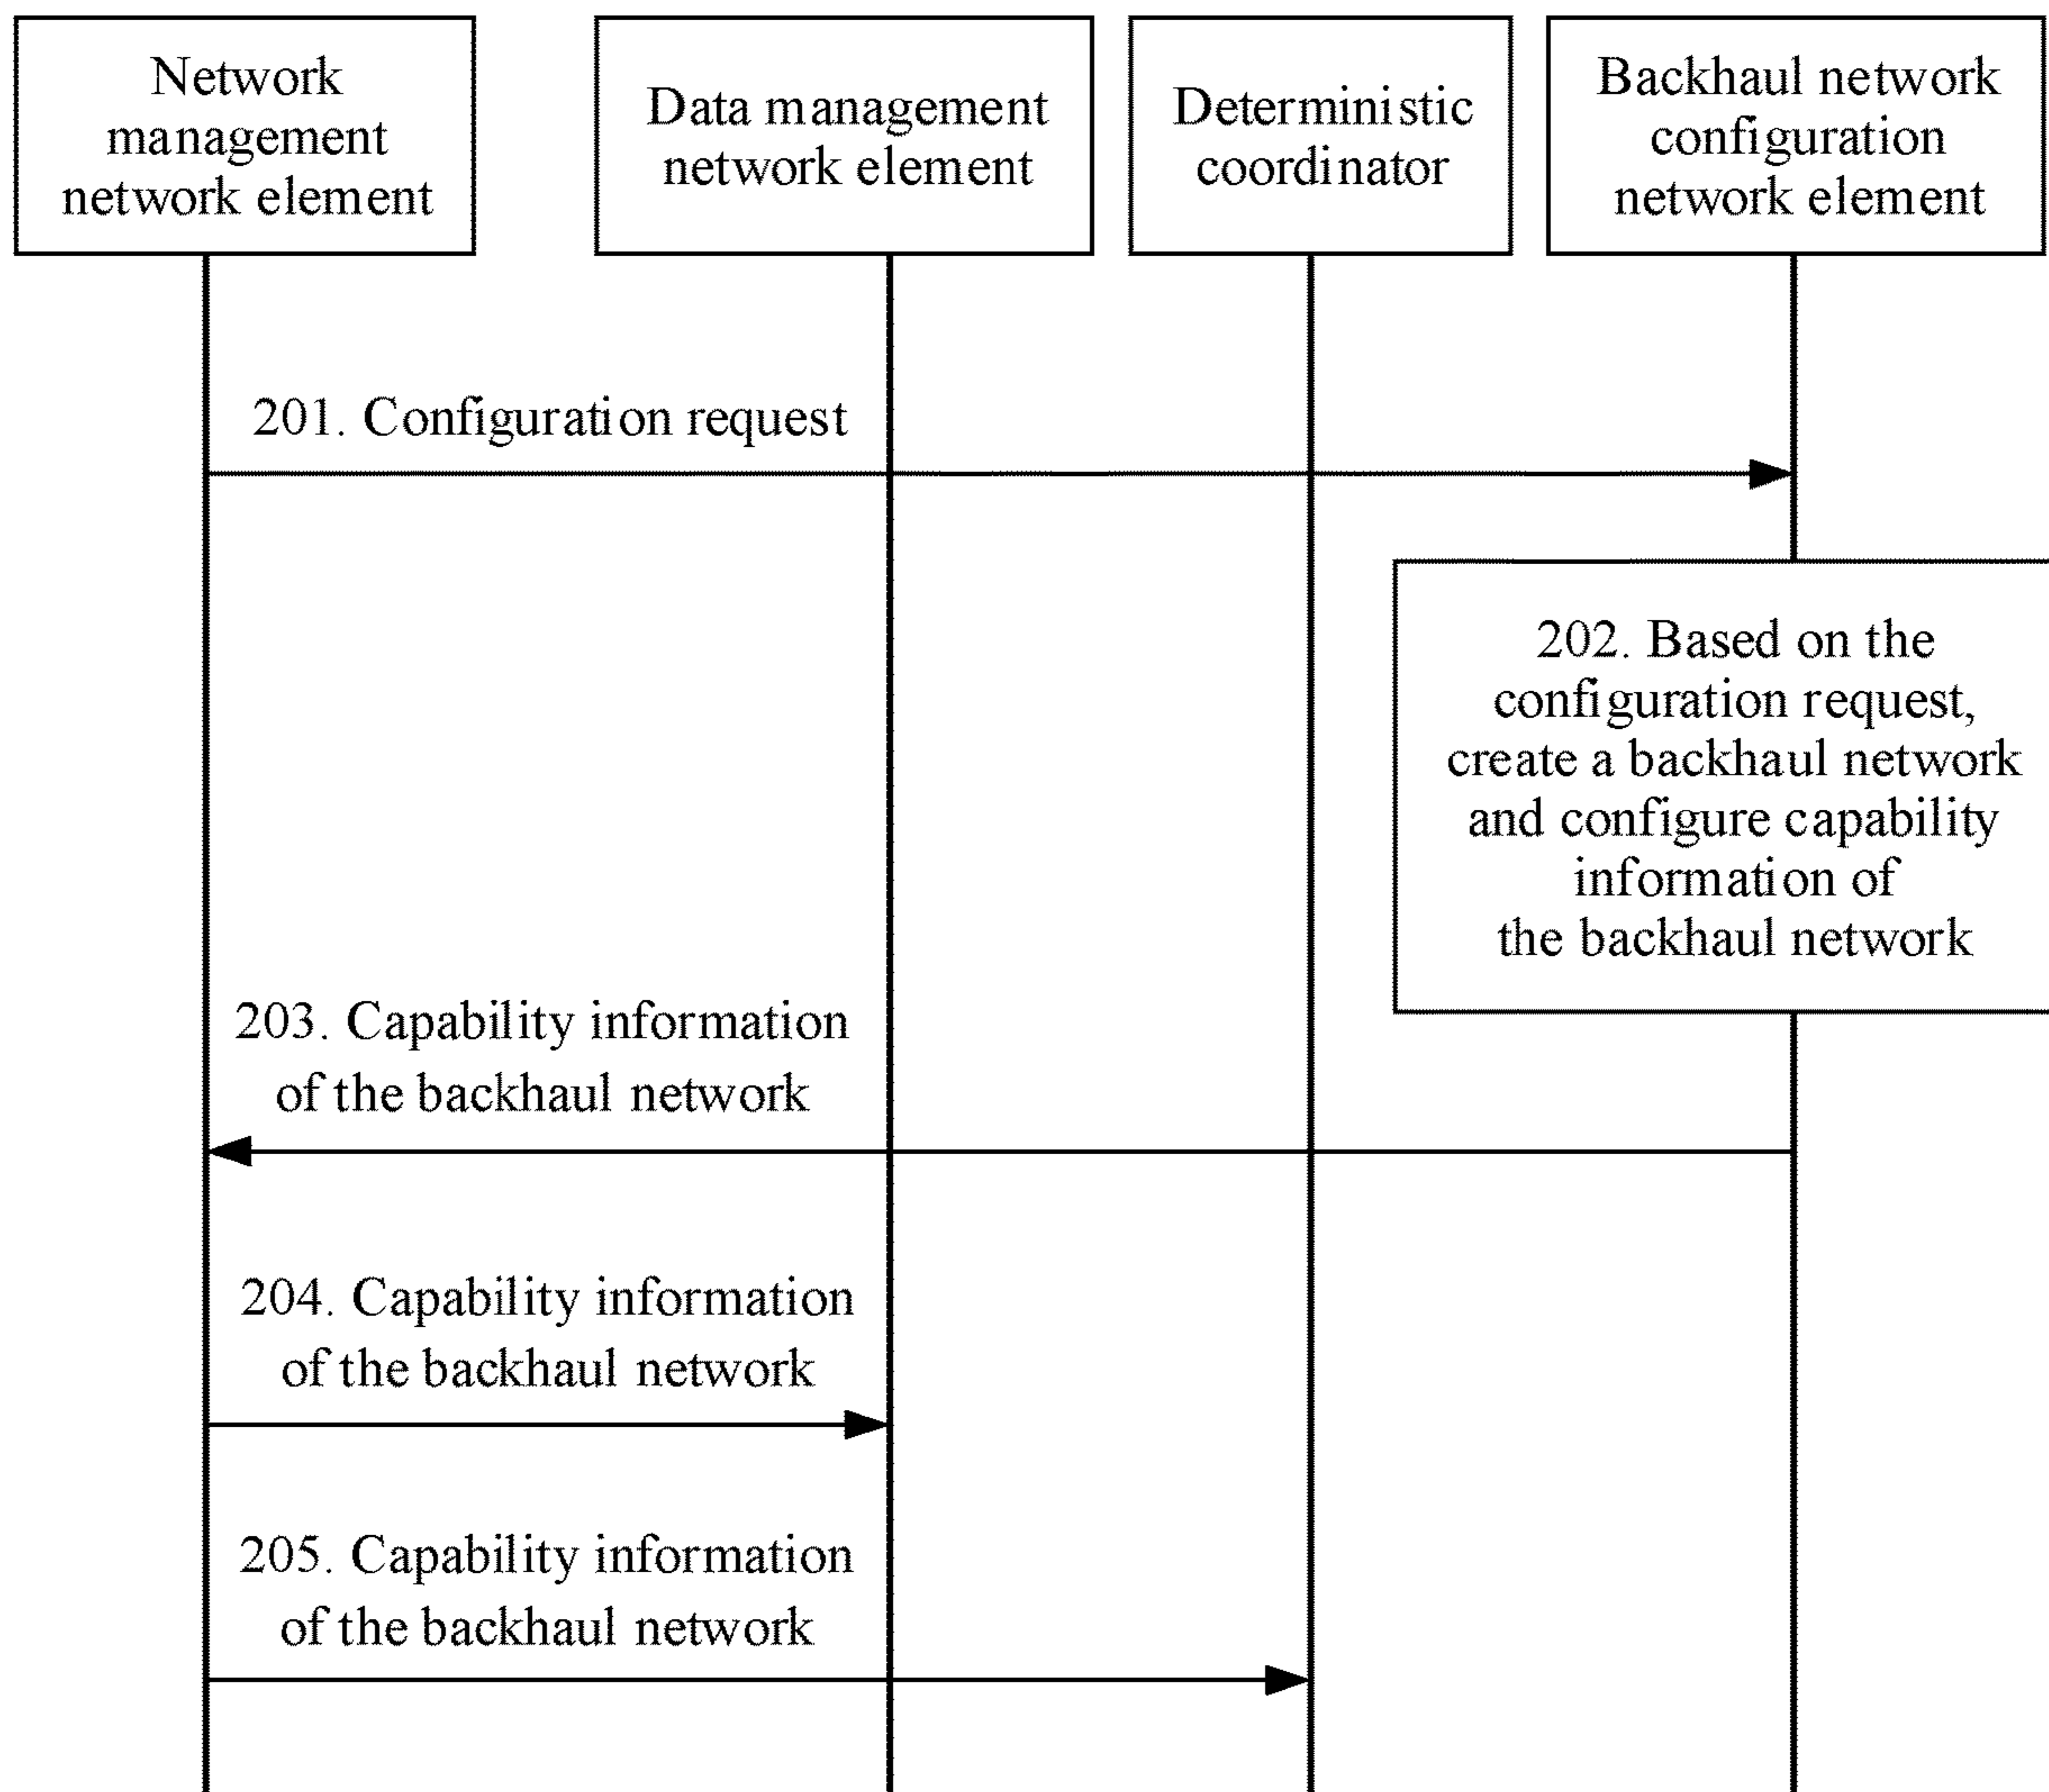 Network
management
network element
Data management
network element
Deterministic
coordinator
Backhaul network
configuration
network element
201. Configuration request
202. Based on the
configuration request,
create a backhaul network
and configure capability
information of
the backhaul network
203. Capability information
of the backhaul network
204. Capability information
of the backhaul network
205. Capability information
of the backhaul network